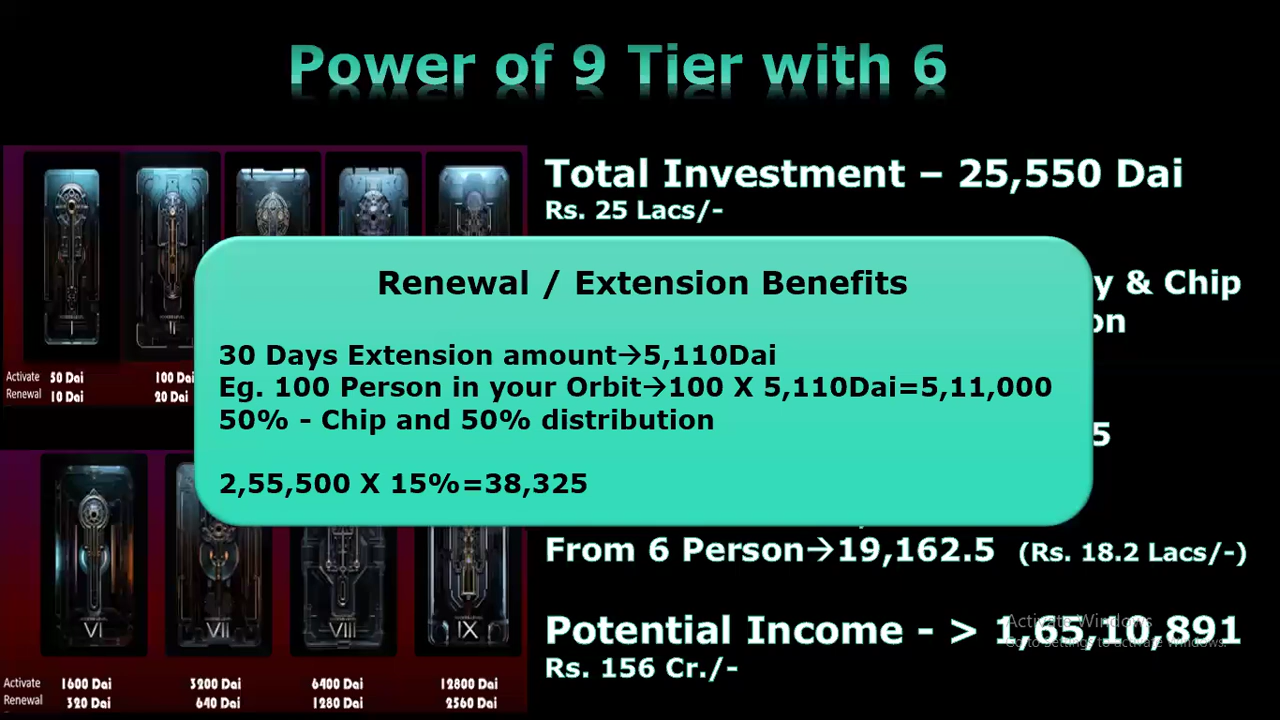 Power of 9 Tier with 6
Total Investment – 25,550 Dai
Rs. 25 Lacs/-
y & Chip
on
5
Renewal / Extension Benefits
30 Days Extension amount→5,110Dai
Eg. 100 Person in your Orbit→100 X 5,110Dai=5,11,000
50% - Chip and 50% distribution
2,55,500 X 15%=38,325
Activate 50 Dai 100 Dai
Renewal 10 Dai 20 Dai
From 6 Person→19,162.5 (Rs. 18.2 Lacs/-)
Potential Income - > 1,65,10,891
Rs. 156 Cr./-
Activate Windows
Go to Settings to activate Windows.
I II
VI VII VIII IX
Activate 1600 Dai 3200 Dai 6400 Dai 12800 Dai
Renewal 320 Dai 640 Dai 1280 Dai 2560 Dai